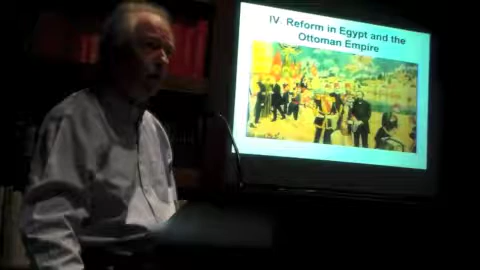 IV. Reform in Egypt and the
Ottoman Empire